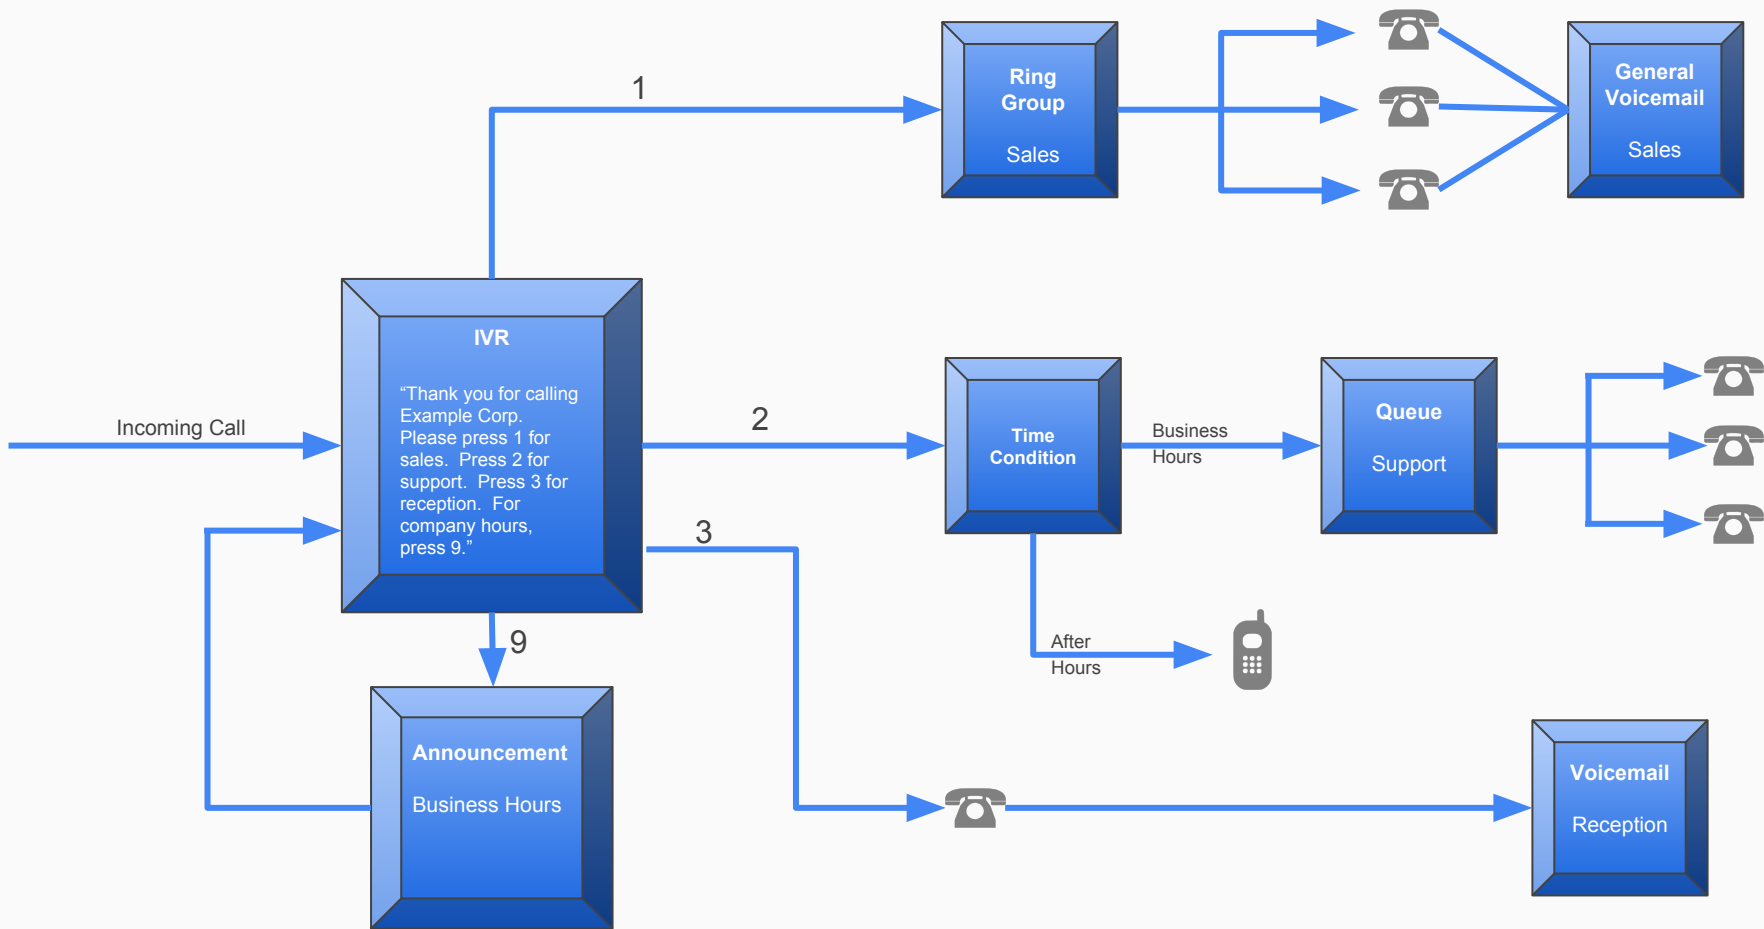 1
Ring
Group
Sales
General
Voicemail
Sales
Incoming Call
IVR
“Thank you for calling
Example Corp.
Please press 1 for
sales.  Press 2 for
support.  Press 3 for
reception.  For
company hours,
press 9.”
2
Time
Condition
Business
Hours
Queue
Support
After
Hours
3
9
Announcement
Business Hours
Voicemail
Reception